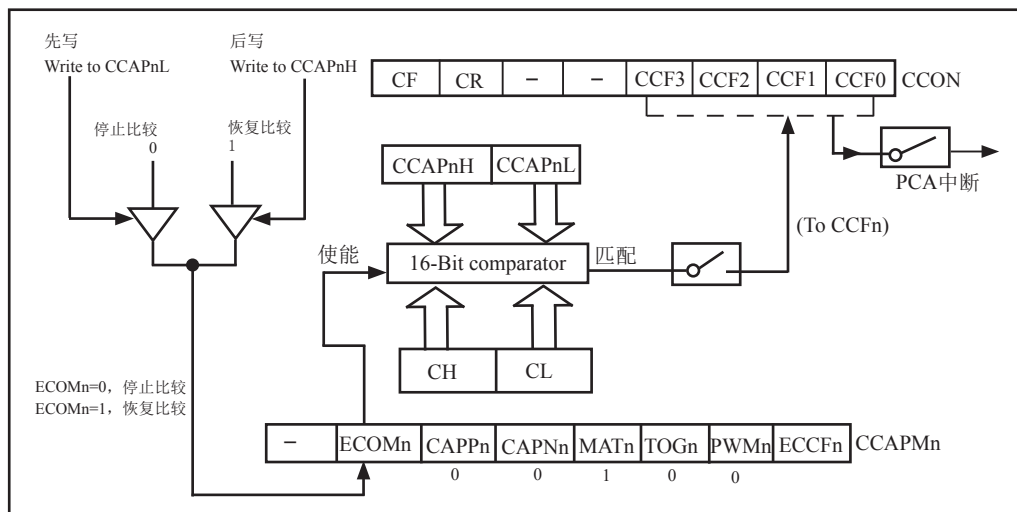 先写
Write to CCAPnL
后写
Write to CCAPnH
停止比较
0
恢复比较
1
CF CR – – CCF3 CCF2 CCF1 CCF0 CCON
PCA中断
CCAPnH CCAPnL
(To CCFn)
使能
16-Bit comparator
匹配
CH CL
ECOMn=0，停止比较
ECOMn=1，恢复比较
– ECOMn CAPPn CAPNn MATn TOGn PWMn ECCFn CCAPMn
0 0 1 0 0